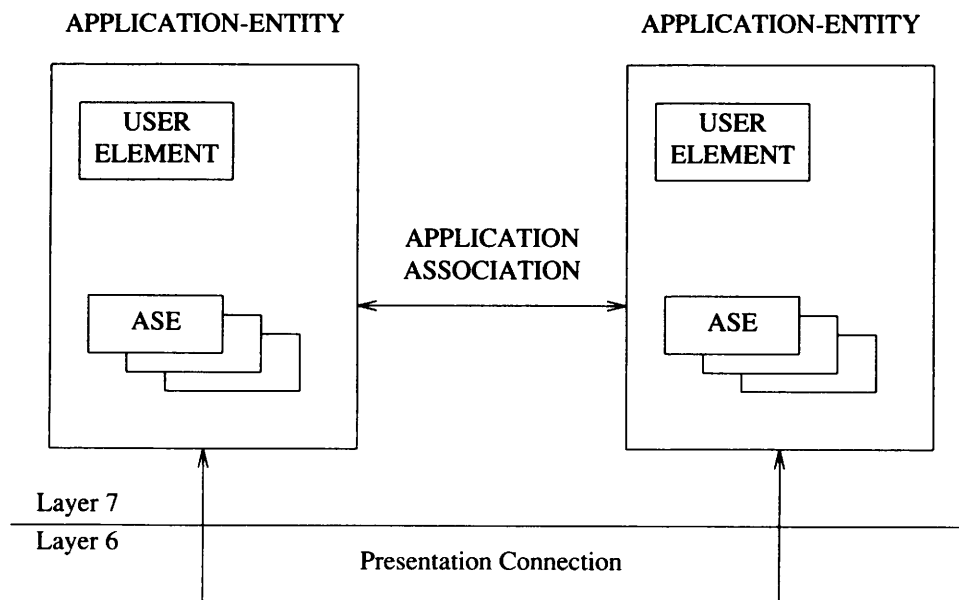 APPLICATION-ENTITY
APPLICATION-ENTITY
USER
ELEMENT
USER
ELEMENT
APPLICATION
ASSOCIATION
ASE
ASE
Layer 7
Layer 6
Presentation Connection